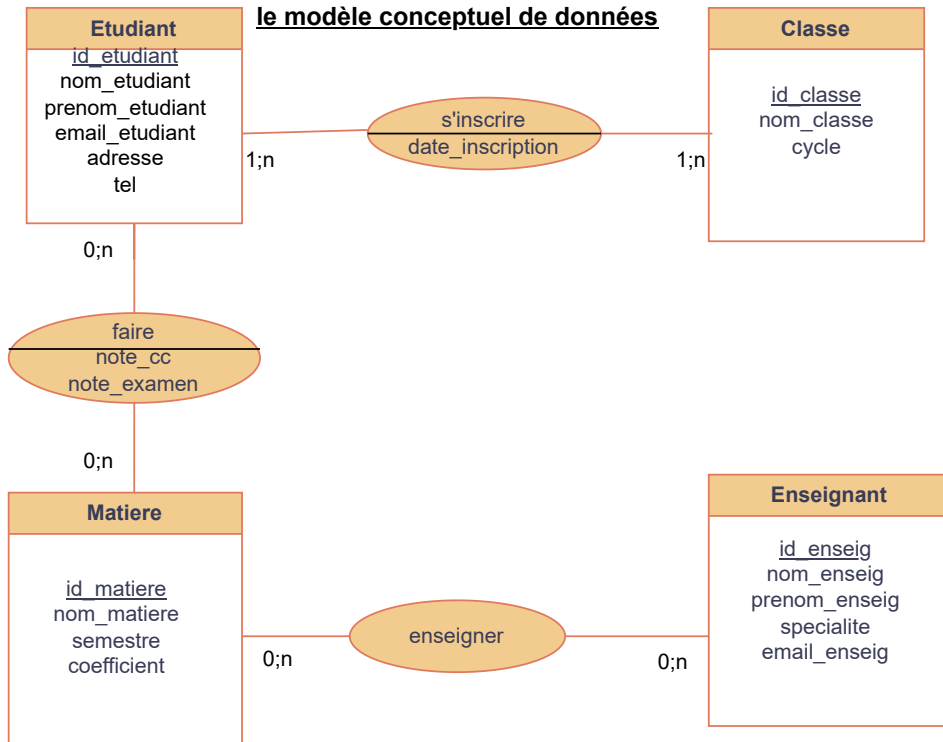 le modèle conceptuel de données
Etudiant
id_etudiant
nom_etudiant
prenom_etudiant
email_etudiant
adresse
tel
1;n
s'inscrire
date_inscription
1;n
Classe
id_classe
nom_classe
cycle
0;n
faire
note_cc
note_examen
0;n
Matiere
id_matiere
nom_matiere
semestre
coefficient
0;n
enseigner
0;n
Enseignant
id_enseig
nom_enseig
prenom_enseig
specialite
email_enseig